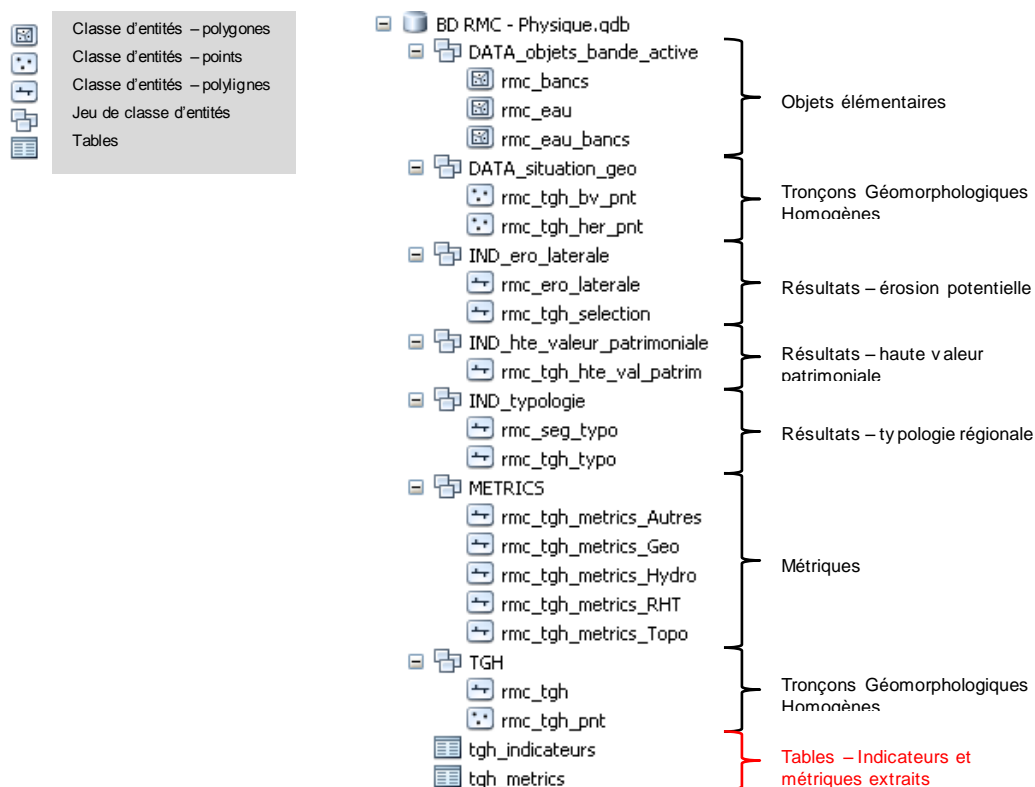 Classe d'entités – polygones
Classe d'entités – points
Classe d'entités – polylignes
Jeu de classe d'entités
Tables
BD RMC - Physique.gdb
DATA_objets_bande_active
rmc_bancs
rmc_eau
rmc_eau_bancs
Objets élémentaires
DATA_situation_geo
rmc_tgh_bv_pnt
rmc_tgh_her_pnt
Tronçons Géomorphologiques
Homogènes
IND_ero_laterale
rmc_ero_laterale
rmc_tgh_selection
Résultats – érosion potentielle
IND_hte_valeur_patrimoniale
rmc_tgh_hte_val_patrim
Résultats – haute valeur
patrimoniale
IND_typologie
rmc_seg_typo
rmc_tgh_typo
Résultats – typologie régionale
METRICS
rmc_tgh_metrics_Autres
rmc_tgh_metrics_Geo
rmc_tgh_metrics_Hydro
rmc_tgh_metrics_RHT
rmc_tgh_metrics_Topo
Métriques
TGH
rmc_tgh
rmc_tgh_pnt
Tronçons Géomorphologiques
Homogènes
tgh_indicateurs
tgh_metrics
Tables – Indicateurs et
métriques extraits